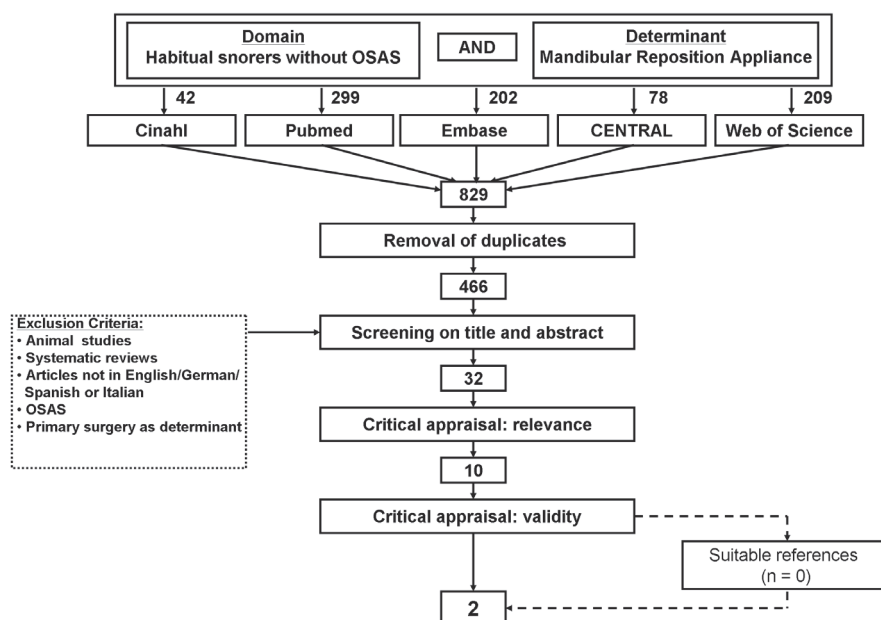 Domain
Habitual snorers without OSAS
AND
Determinant
Mandibular Reposition Appliance
42
299
202
78
209
Cinahl
Pubmed
Embase
CENTRAL
Web of Science
829
Removal of duplicates
466
Exclusion Criteria:
• Animal studies
• Systematic reviews
• Articles not in English/German/
Spanish or Italian
• OSAS
• Primary surgery as determinant
Screening on title and abstract
32
Critical appraisal: relevance
10
Critical appraisal: validity
Suitable references
(n = 0)
2